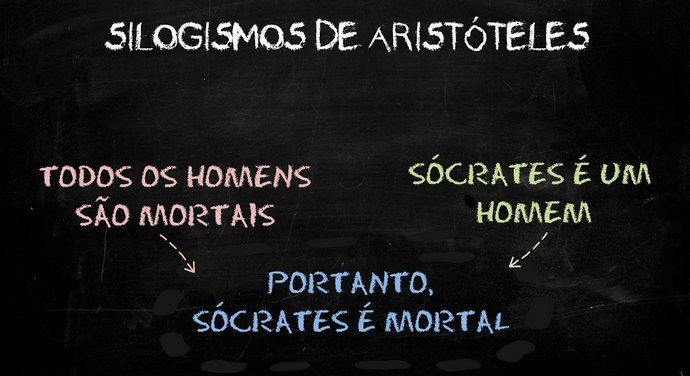 SILOGISMOS DE ARISTÓTELES
TODOS OS HOMENS
SÃO MORTAIS
SÓCRATES É UM
HOMEM
PORTANTO,
SÓCRATES É MORTAL